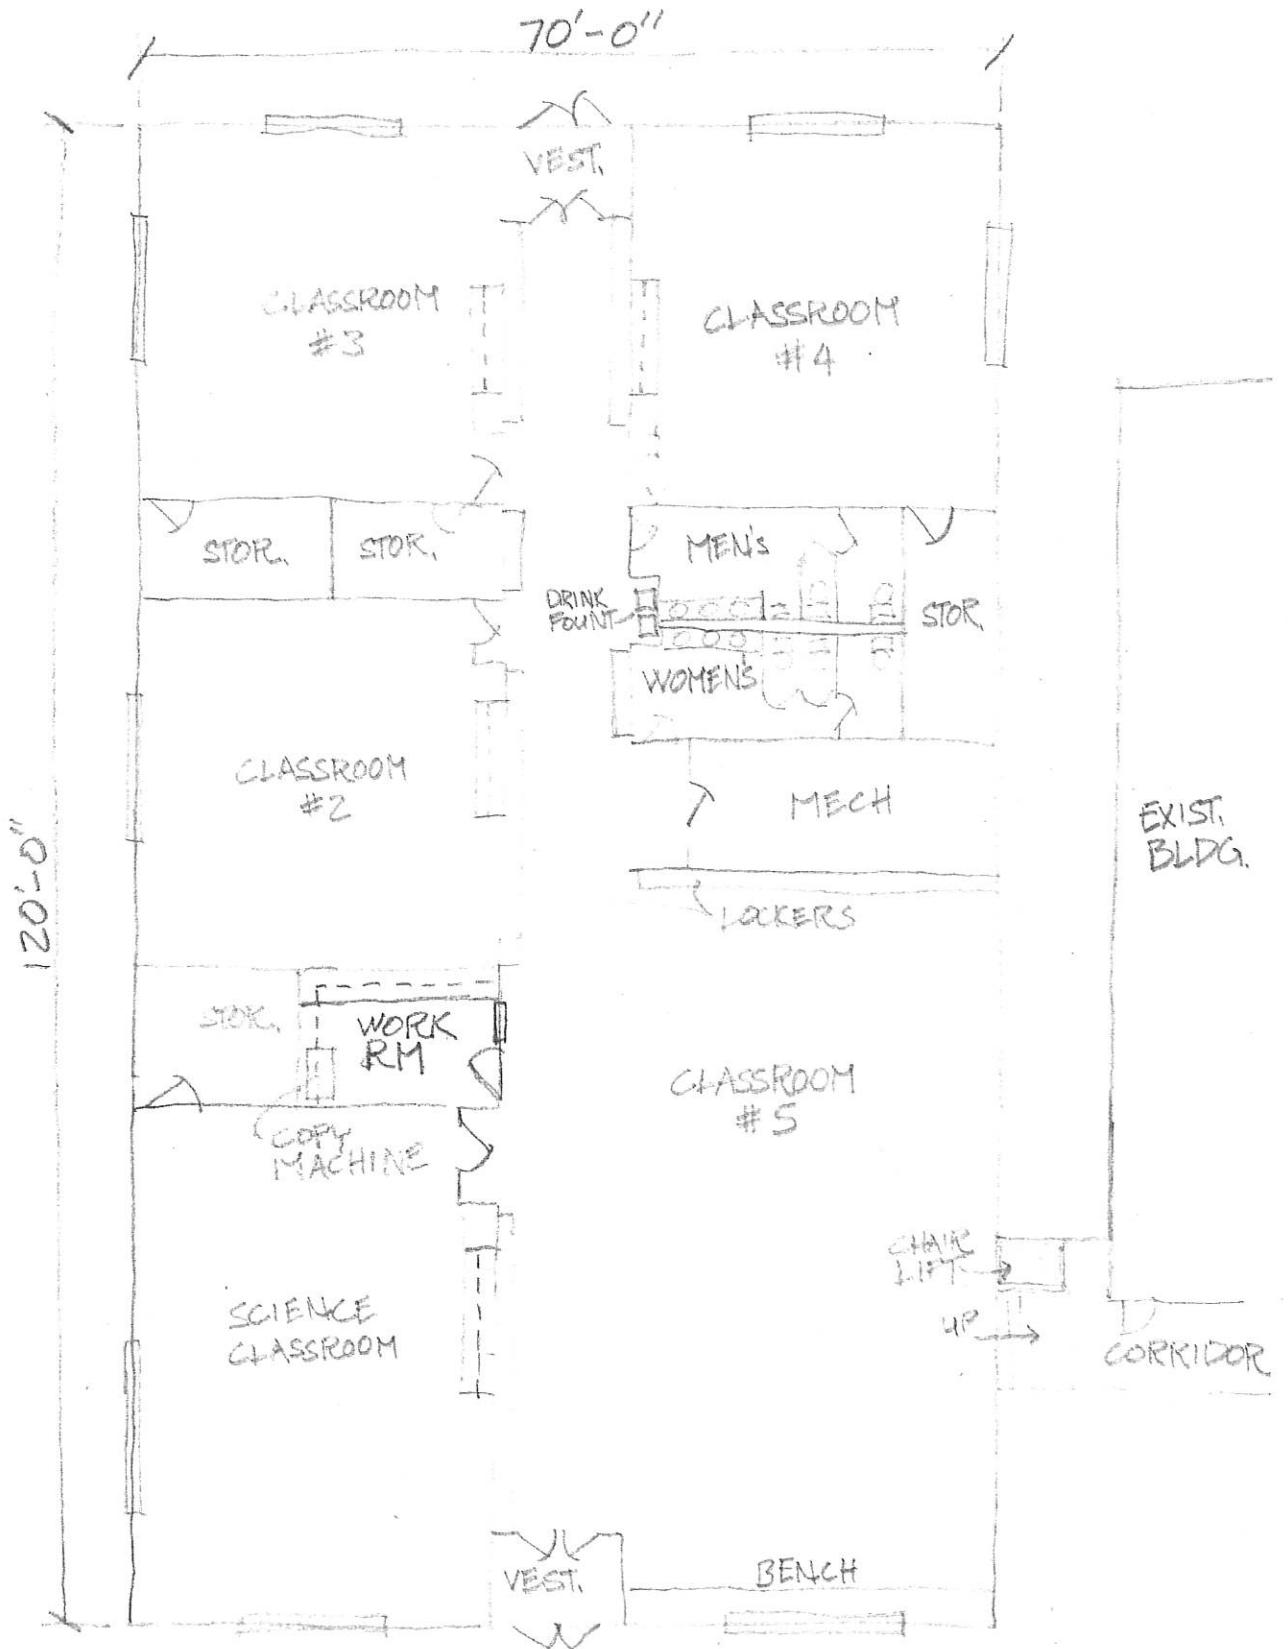 70'-0"
VEST.
CLASSROOM
#3
CLASSROOM
#4
STOR.
STOR.
MEN'S
DRINK
FOUNT
STOR.
WOMEN'S
CLASSROOM
#2
MECH
EXIST.
BLDG.
120'-0"
LOCKERS
STOR.
WORK
RM
CLASSROOM
#5
COPY
MACHINE
CHAIR
LIFT
SCIENCE
CLASSROOM
UP
CORRIDOR
VEST.
BENCH